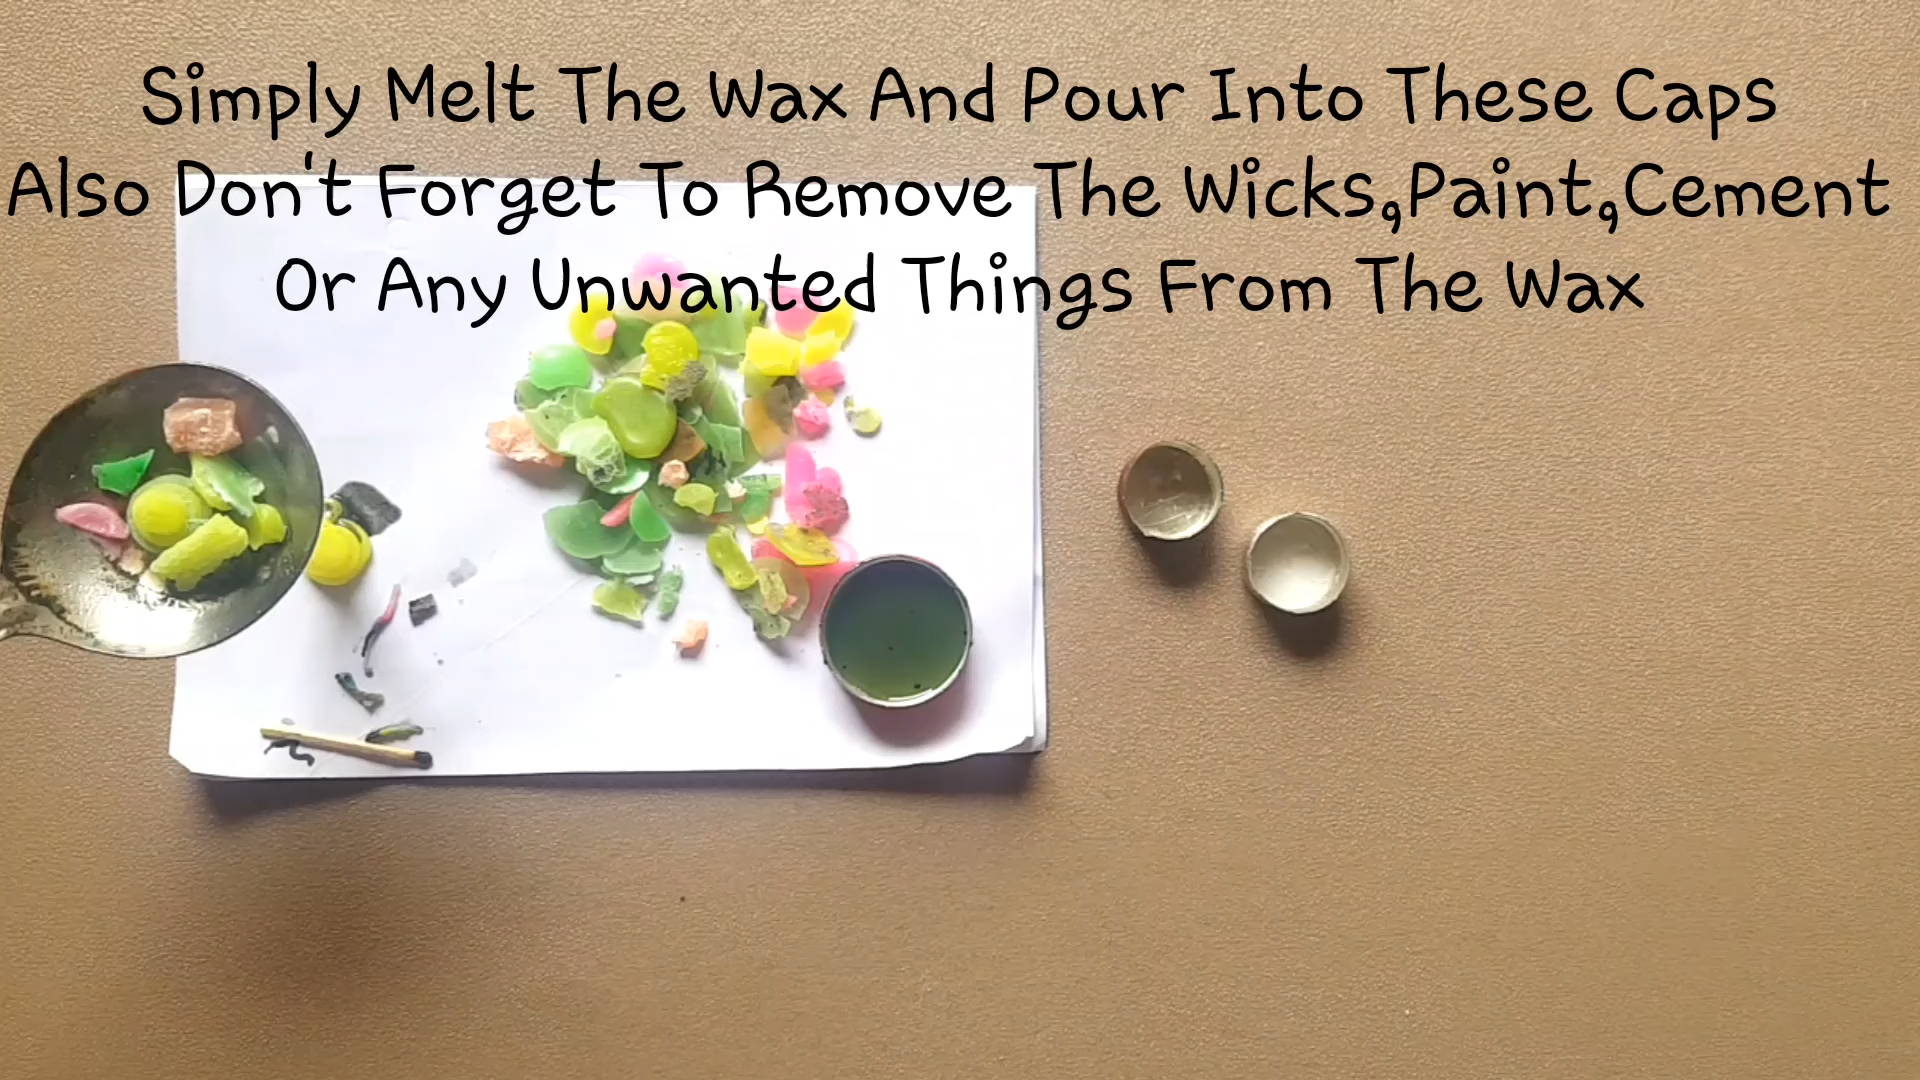 Simply Melt The Wax And Pour Into These Caps
Also Don't Forget To Remove The Wicks,Paint,Cement
Or Any Unwanted Things From The Wax